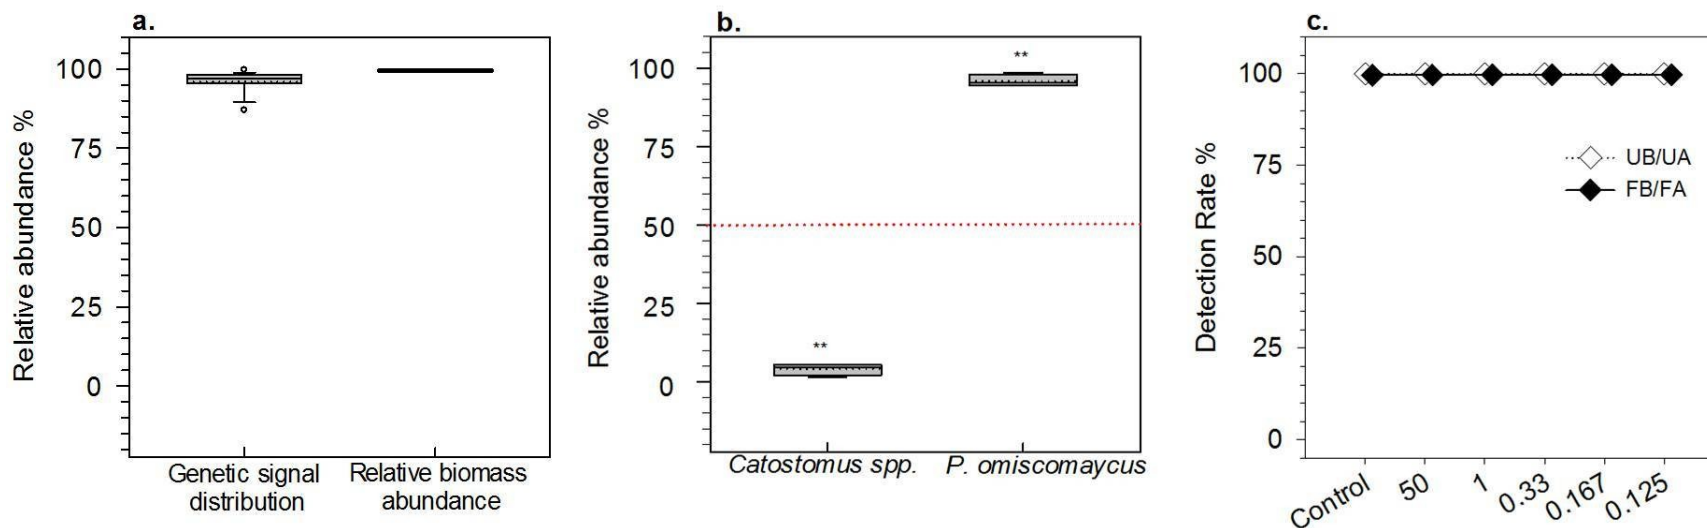 a.
Relative abundance %
100
75
50
25
0
Genetic signal
distribution
Relative biomass
abundance
b.
Relative abundance %
100
75
50
25
0
**
**
Catostomus spp.
P. omiscomaycus
c.
Detection Rate %
100
75
50
25
0
UB/UA
FB/FA
Control
50
1
0.33
0.167
0.125